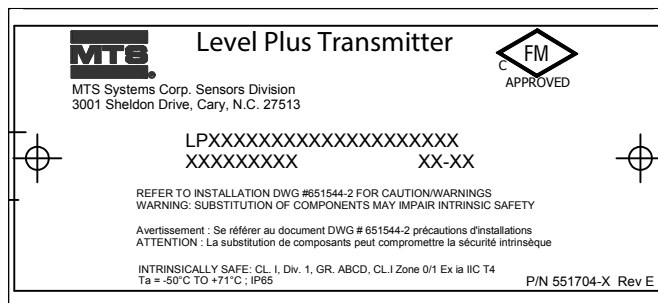 MTS
Level Plus Transmitter
FM
C
APPROVED
MTS Systems Corp. Sensors Division
3001 Sheldon Drive, Cary, N.C. 27513
LPXXXXXXXXXXXXXXXXXXXX
XXXXXXXXX XX-XX
REFER TO INSTALLATION DWG #651544-2 FOR CAUTION/WARNINGS
WARNING: SUBSTITUTION OF COMPONENTS MAY IMPAIR INTRINSIC SAFETY
Avertissement : Se référer au document DWG # 651544-2 précautions d'installations
ATTENTION : La substitution de composants peut compromettre la sécurité intrinsèque
INTRINSICALLY SAFE: CL. I, Div. 1, GR. ABCD, CL.I Zone 0/1 Ex ia IIC T4
Ta = -50°C TO +71°C ; IP65
P/N 551704-X Rev E